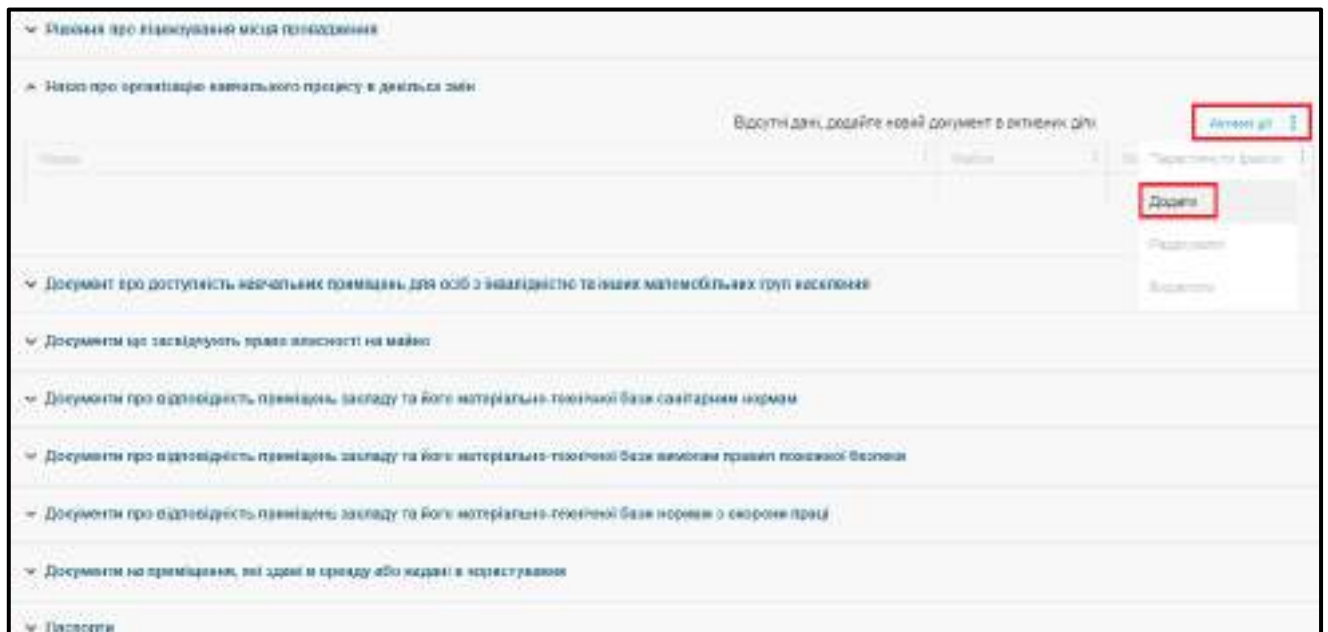 Рішення про ліцензування місця провадження
Наказ про організацію навчального процесу в декілька змін
Відсутні дані, додайте новий документ в активних діях
Активні дії
Назва
Файли
Перетягнути файли
Додати
Редагувати
Видалити
Документ про доступність навчальних приміщень для осіб з інвалідністю та інших маломобільних груп населення
Документи що засвідчують право власності на майно
Документи про відповідність приміщень закладу та його матеріально-технічної бази санітарним нормам
Документи про відповідність приміщень закладу та його матеріально-технічної бази вимогам правил пожежної безпеки
Документи про відповідність приміщень закладу та його матеріально-технічної бази нормам з охорони праці
Документи на приміщення, які здані в оренду або надані в користування
Паспорти